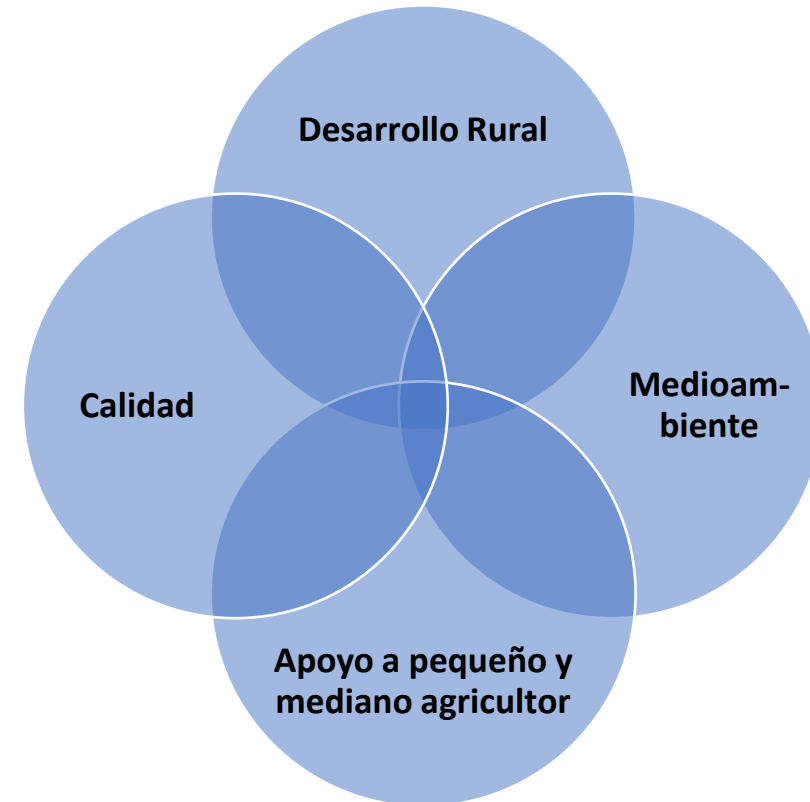 Desarrollo Rural
Calidad
Medioam-
biente
Apoyo a pequeño y
mediano agricultor